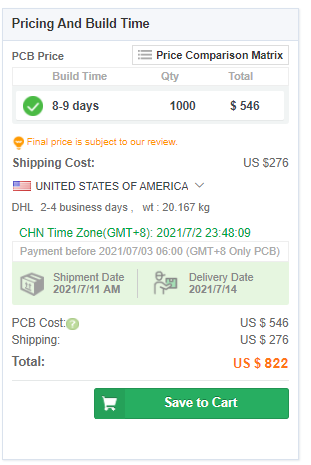 Pricing And Build Time
PCB Price
Price Comparison Matrix
Build Time Qty Total
8-9 days 1000 $ 546
Final price is subject to our review.
Shipping Cost: US $276
UNITED STATES OF AMERICA
DHL 2-4 business days , wt : 20.167 kg
CHN Time Zone(GMT+8): 2021/7/2 23:48:09
Payment before 2021/07/03 06:00 (GMT+8 Only PCB)
Shipment Date Delivery Date
2021/7/11 AM 2021/7/14
PCB Cost:? US $ 546
Shipping: US $ 276
Total: US $ 822
Save to Cart